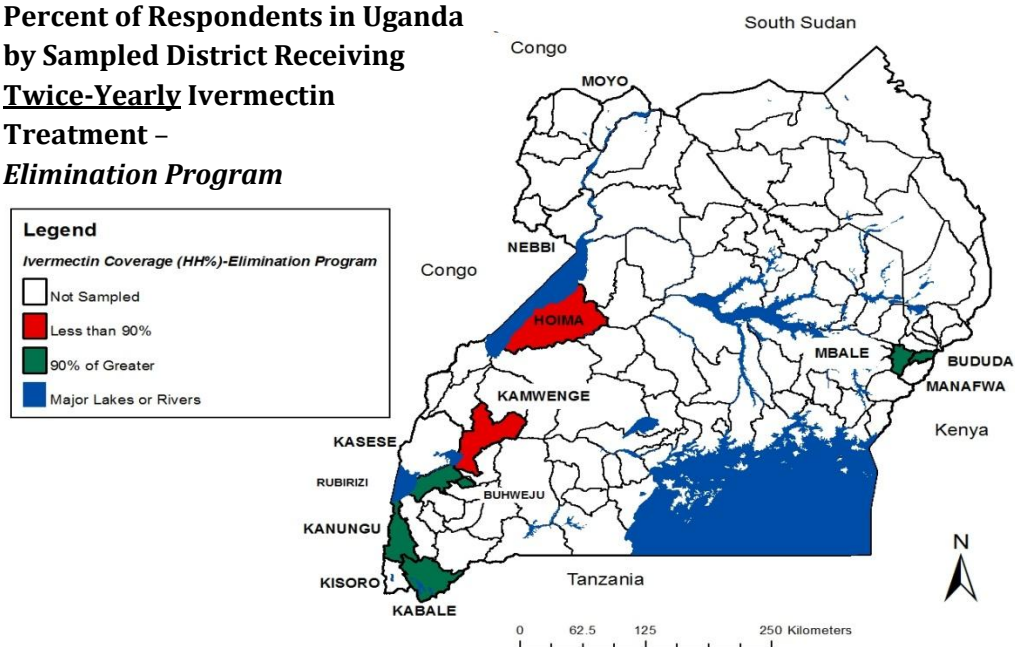 Percent of Respondents in Uganda
by Sampled District Receiving
Twice-Yearly Ivermectin
Treatment –
Elimination Program
Legend
Ivermectin Coverage (HH%)-Elimination Program
Not Sampled
Less than 90%
90% of Greater
Major Lakes or Rivers
South Sudan
Congo
MOYO
NEBBI
Congo
HOIMA
MBALE
BUDUDA
MANAFWA
KAMWENGE
Kenya
KASESE
RUBIRIZI
BUHWEJU
KANUNGU
N
KISORO
Tanzania
KABALE
0 62.5 125 250 Kilometers